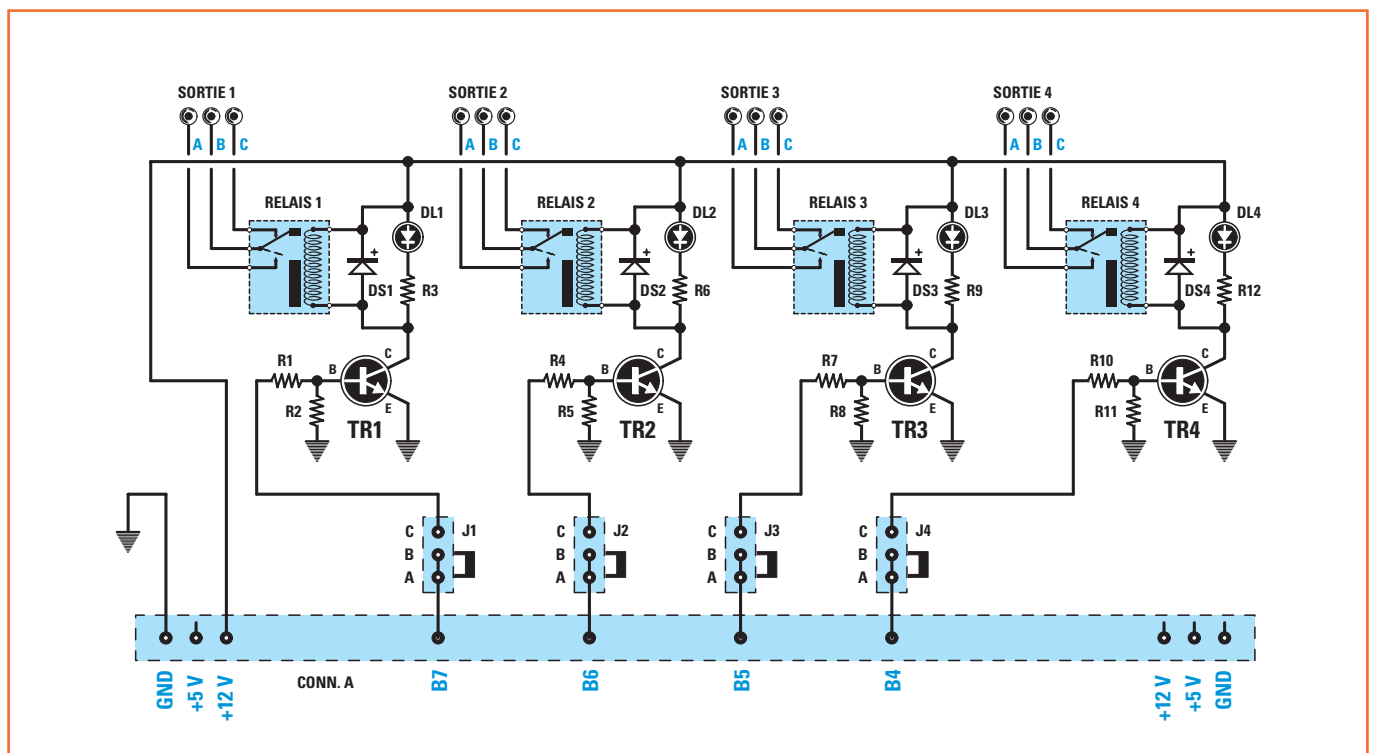 SORTIE 1 SORTIE 2 SORTIE 3 SORTIE 4
A B C A B C A B C A B C
RELAIS 1 DL1 RELAIS 2 DL2 RELAIS 3 DL3 RELAIS 4 DL4
+ + + +
DS1 R3 DS2 R6 DS3 R9 DS4 R12
R1 B C R4 B C R7 B C R10 B C
R2 E R5 E R8 E R11 E
TR1 TR2 TR3 TR4
C J1 C J2 C J3 C J4
B B B B
A A A A
GND +5 V +12 V CONN. A B7 B6 B5 B4 +12 V +5 V GND